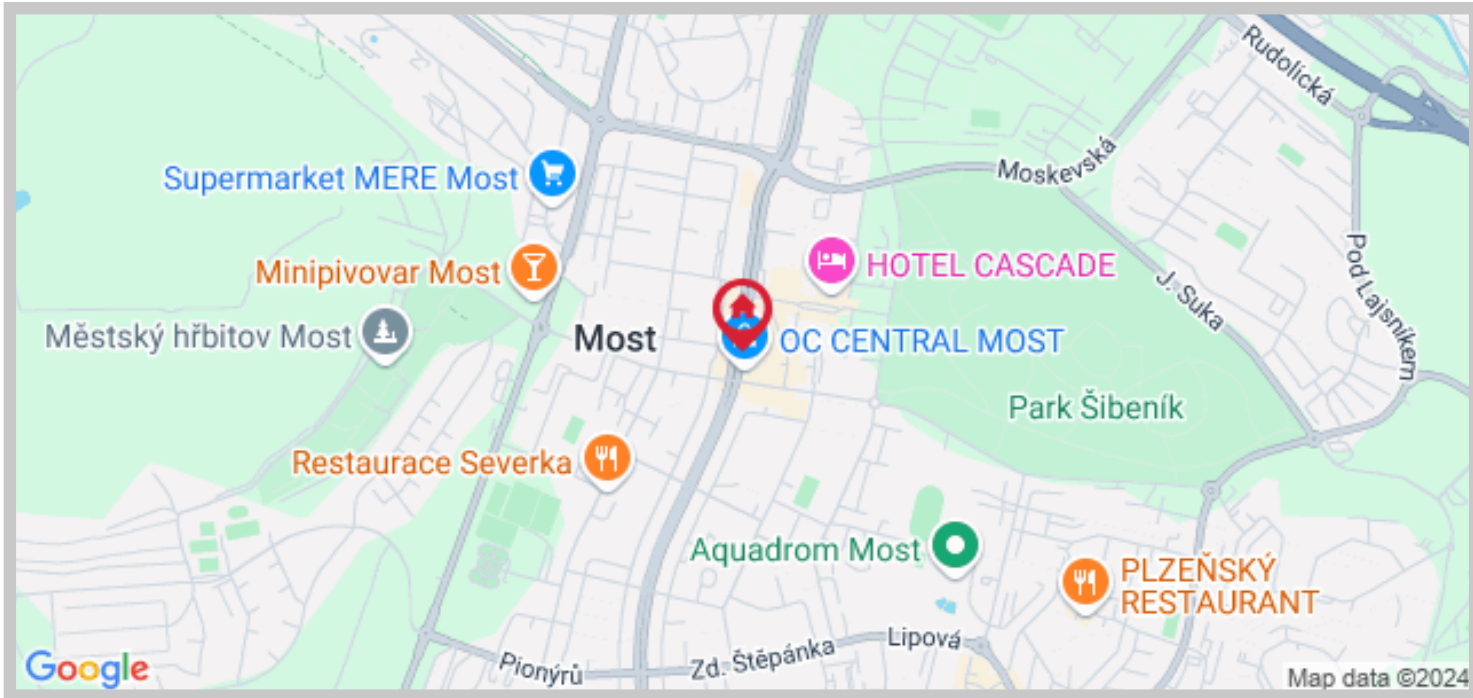 Rudolická
Moskevská
Supermarket MERE Most
Pod Lajsníkem
HOTEL CASCADE
Minipivovar Most
J. Suka
Městský hřbitov Most
Most
OC CENTRAL MOST
Park Šibeník
Restaurace Severka
Aquadrom Most
PLZEŇSKÝ
RESTAURANT
Lipová
Zd. Štěpánka
Pionýrů
Google
Map data ©2024